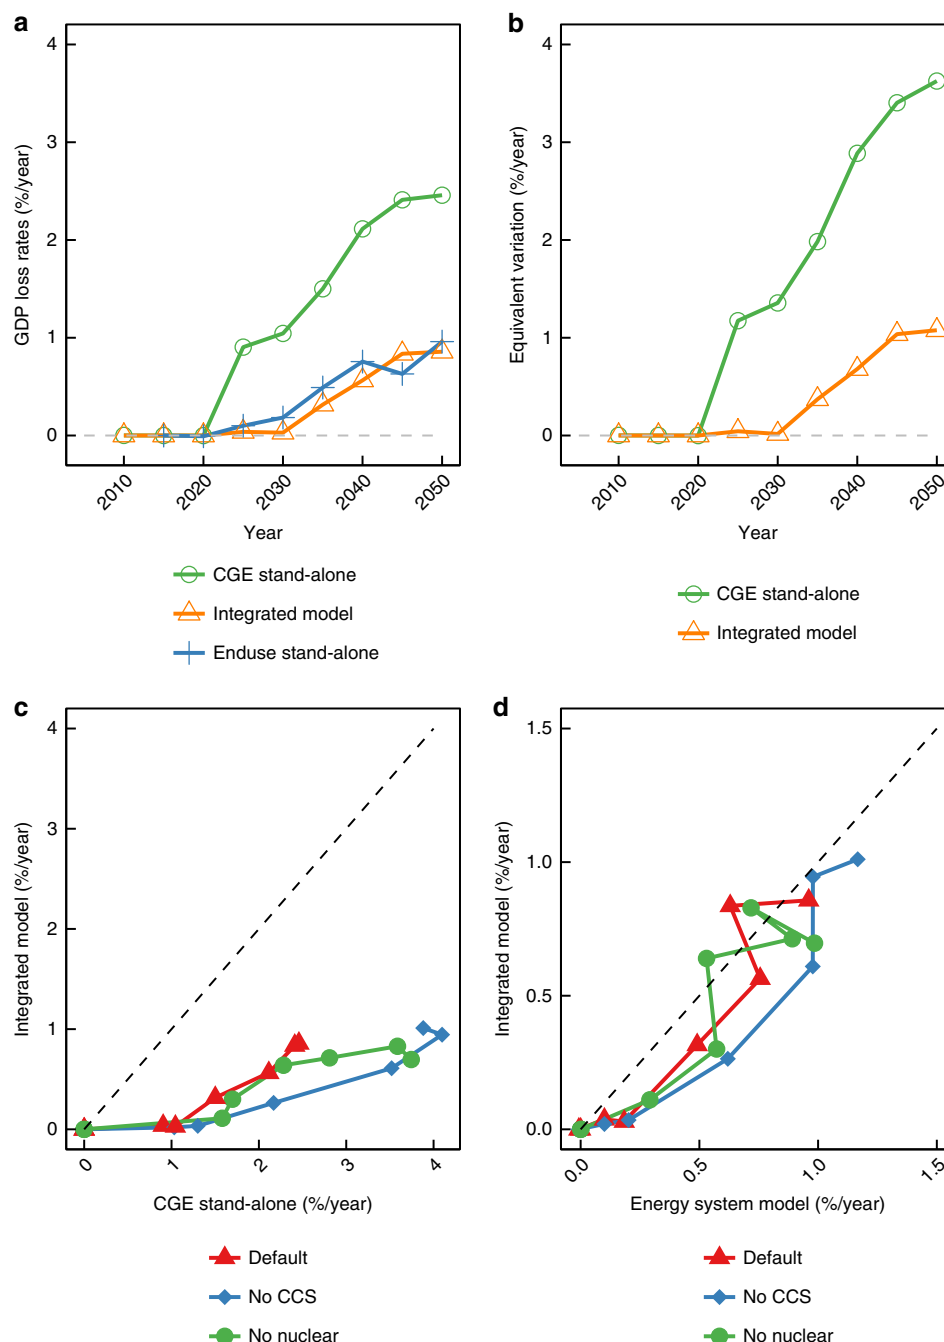 a
b
GDP loss rates (%/year)
4
3
2
1
0
2010
2020
2030
2040
2050
Year
CGE stand-alone
Integrated model
Enduse stand-alone
Equivalent variation (%/year)
4
3
2
1
0
2010
2020
2030
2040
2050
Year
CGE stand-alone
Integrated model
c
d
Integrated model (%/year)
4
3
2
1
0
0
1
2
3
4
CGE stand-alone (%/year)
Default
No CCS
No nuclear
Integrated model (%/year)
1.5
1.0
0.5
0.0
0.0
0.5
1.0
1.5
Energy system model (%/year)
Default
No CCS
No nuclear